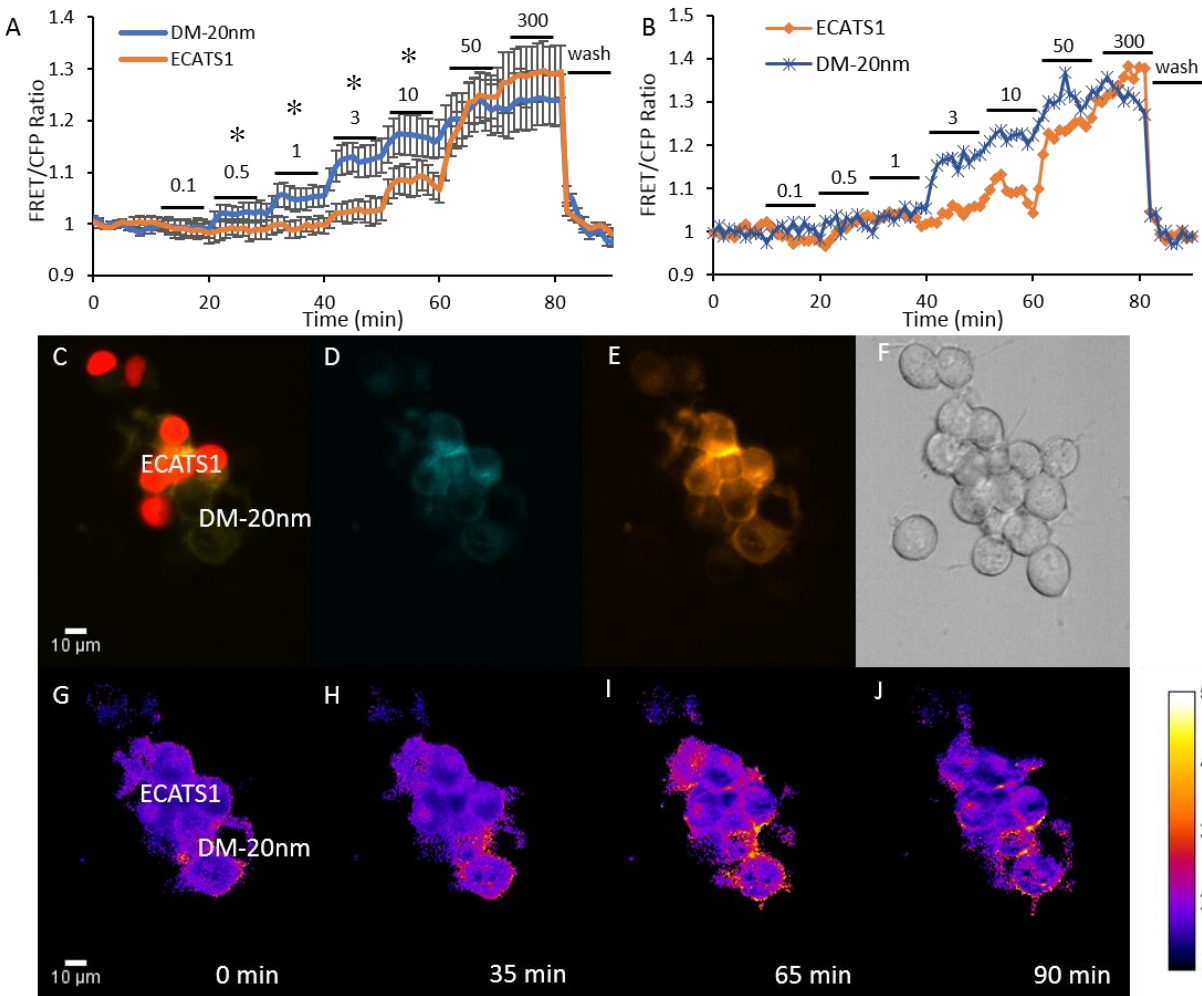 A
1.4
1.3
1.2
1.1
1
0.9
FRET/CFP Ratio
DM-20nm
ECATS1
0.1
0.5
*
1
*
3
*
10
*
50
300
wash
0
20
40
60
80
Time (min)
B
1.5
1.4
1.3
1.2
1.1
1.0
0.9
FRET/CFP Ratio
ECATS1
DM-20nm
0.1
0.5
1
3
10
50
300
wash
0
20
40
60
80
Time (min)
C
ECATS1
DM-20nm
10 µm
D
E
F
G
ECATS1
DM-20nm
10 µm
0 min
H
35 min
I
65 min
J
90 min